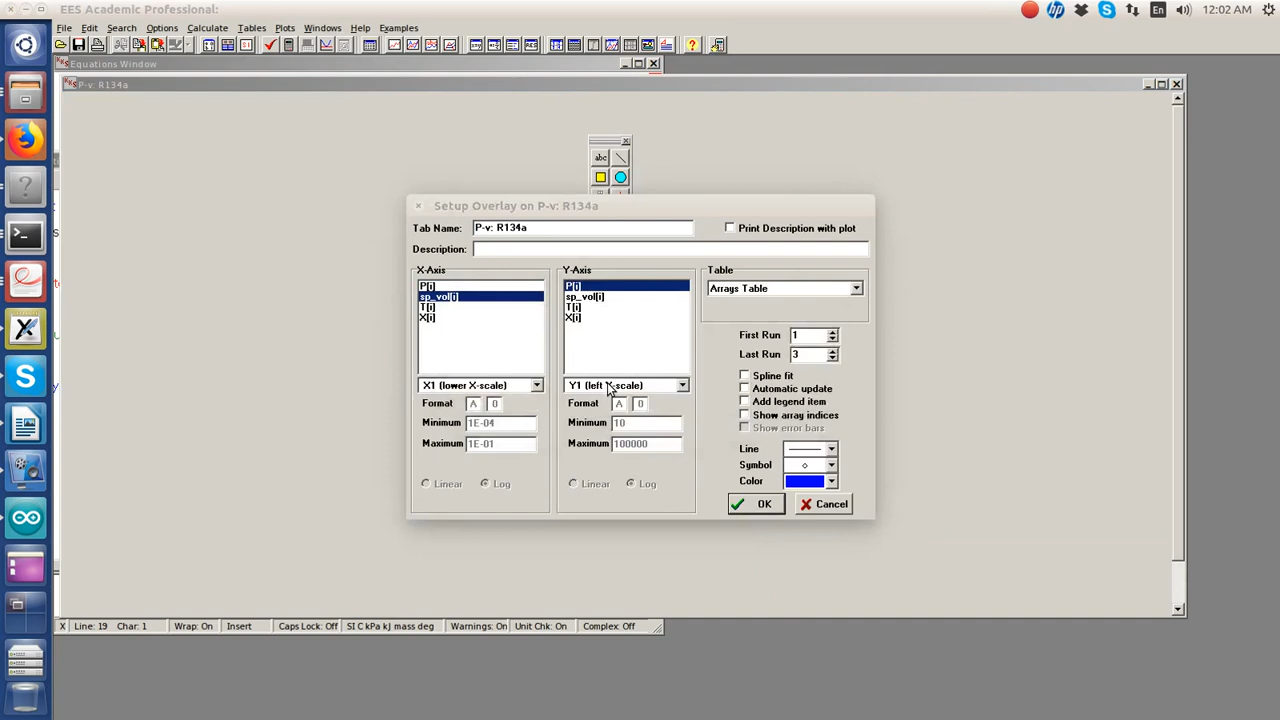 EES Academic Professional:
En
12:02 AM
File Edit Search Options Calculate Tables Plots Windows Help Examples
Equations Window
P-v: R134a
abc
Setup Overlay on P-v: R134a
Tab Name: P-v: R134a
Print Description with plot
Description:
X-Axis
P[i]
sp_vol[i]
T[i]
X[i]
X1 (lower X-scale)
Format A 0
Minimum 1E-04
Maximum 1E-01
Linear Log
Y-Axis
P[i]
sp_vol[i]
T[i]
X[i]
Y1 (left Y-scale)
Format A 0
Minimum 10
Maximum 100000
Linear Log
Table
Arrays Table
First Run 1
Last Run 3
Spline fit
Automatic update
Add legend item
Show array indices
Show error bars
Line
Symbol
Color
OK Cancel
X Line: 19 Char: 1 Wrap: On Insert Caps Lock: Off SI C kPa kJ mass deg Warnings: On Unit Chk: On Complex: Off